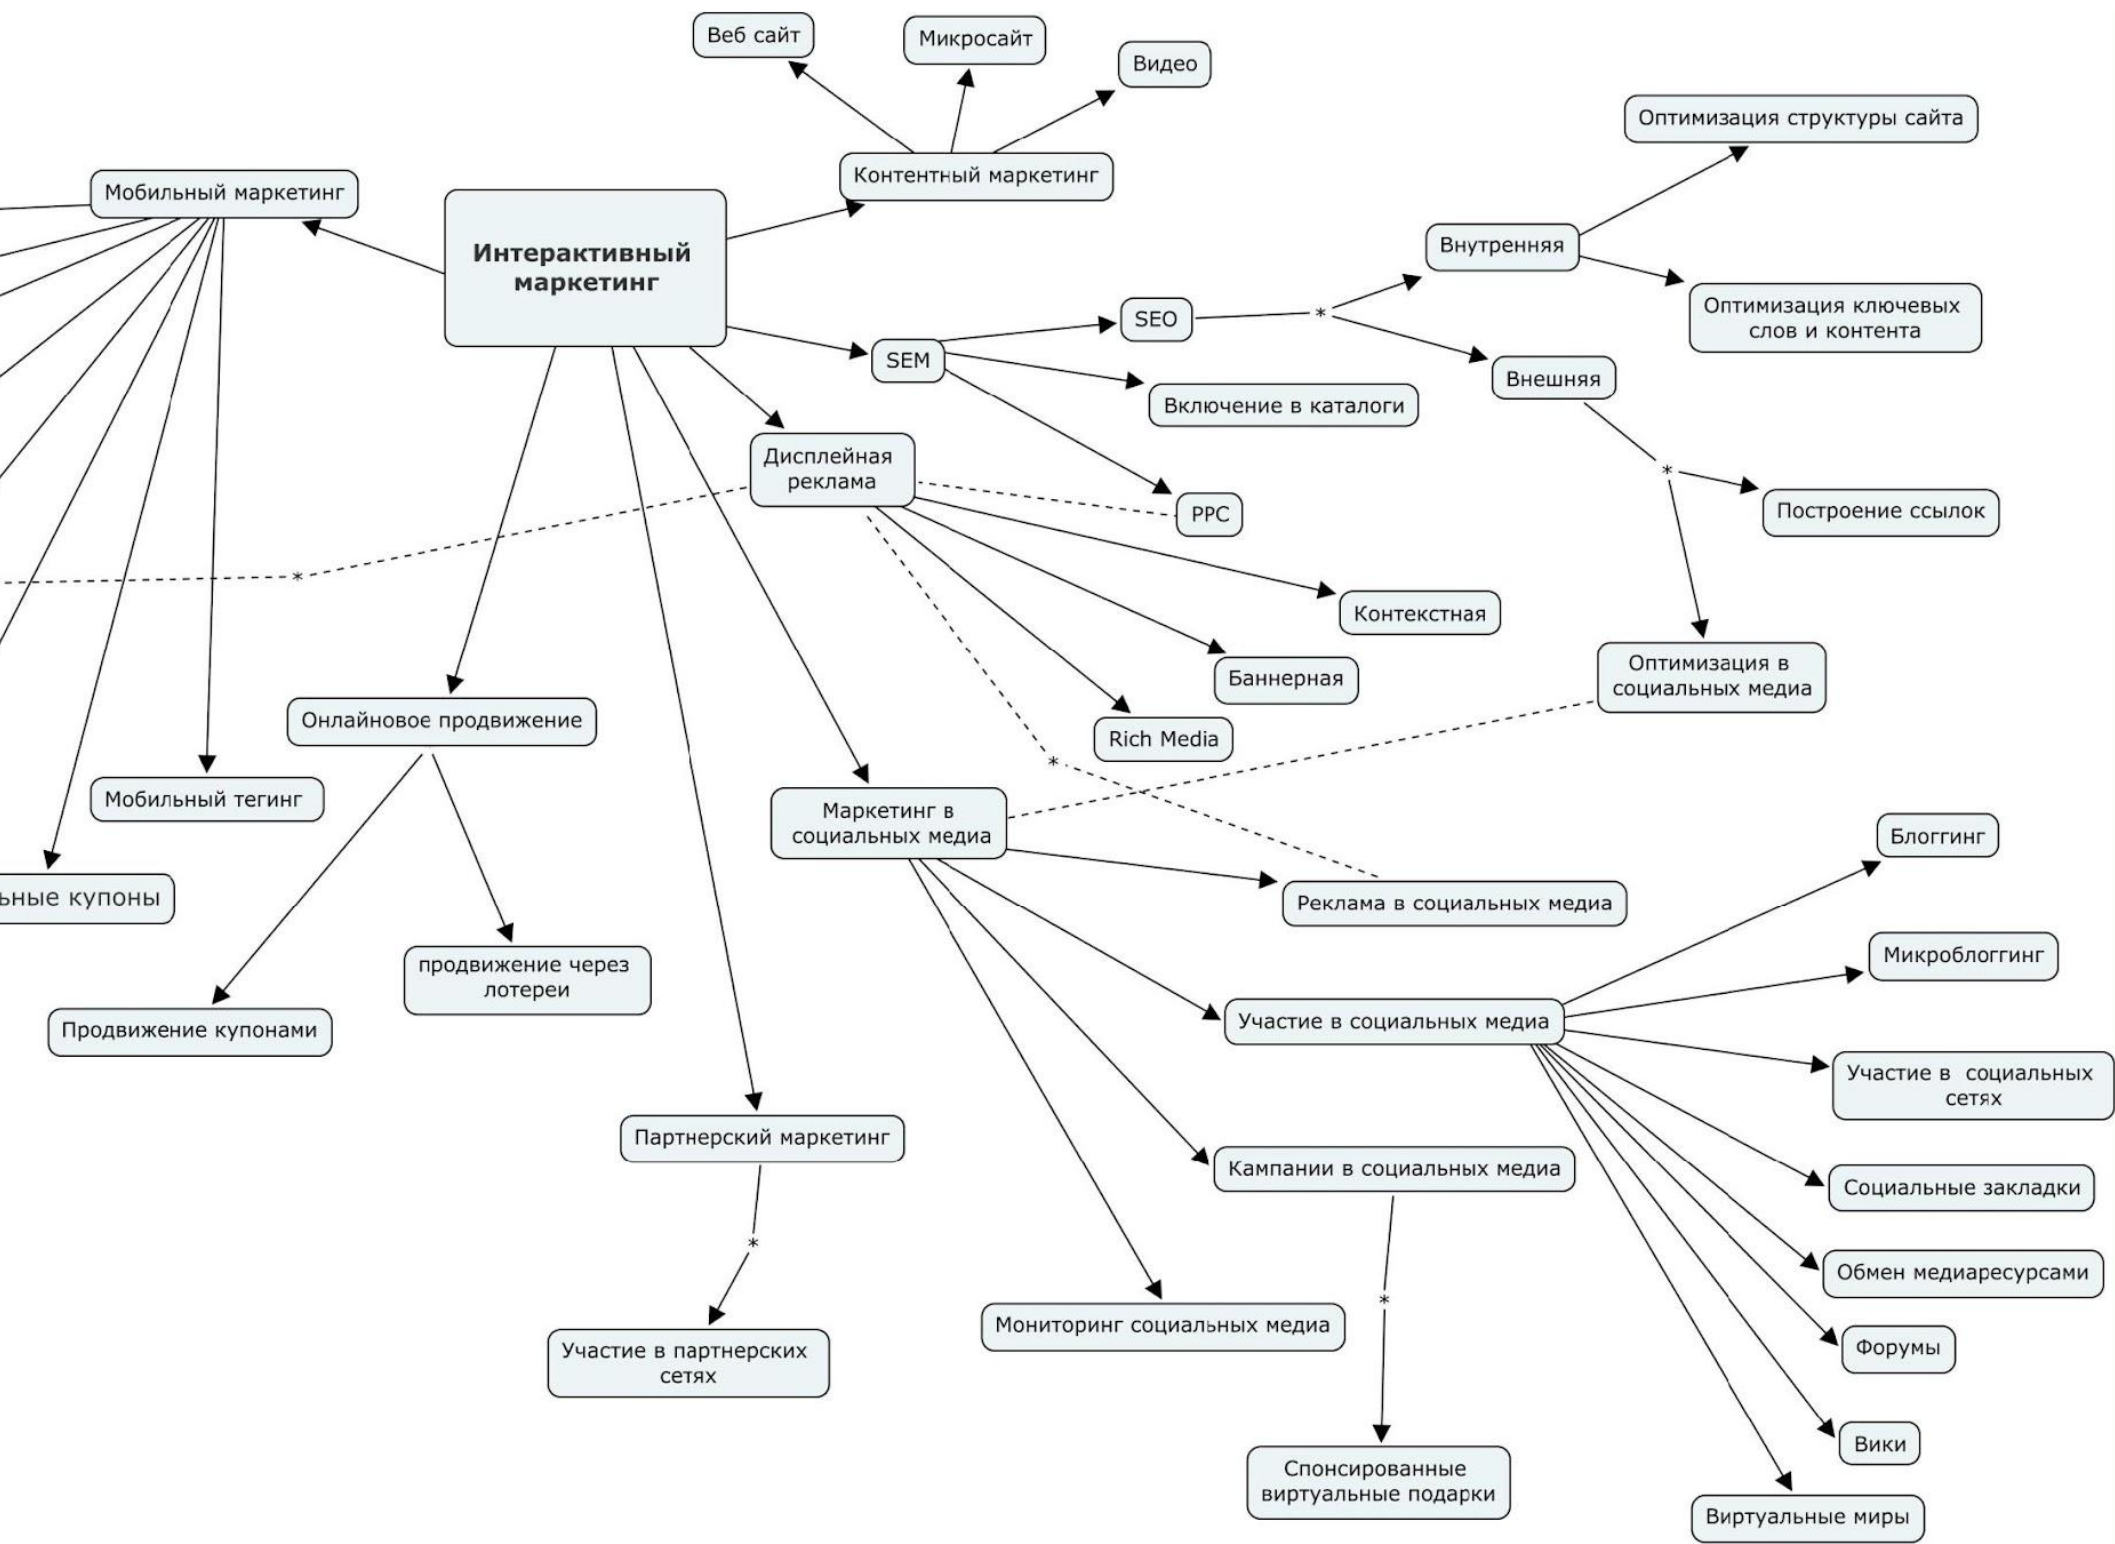 Веб сайт
Микросайт
Видео
Оптимизация структуры сайта
Контентный маркетинг
Мобильный маркетинг
Интерактивный
маркетинг
Внутренняя
Оптимизация ключевых
слов и контента
SEO
*
SEM
Внешняя
Включение в каталоги
Дисплейная
реклама
*
PPC
Построение ссылок
*
Контекстная
Баннерная
Оптимизация в
социальных медиа
Онлайновое продвижение
Rich Media
*
Мобильный тегинг
Маркетинг в
социальных медиа
Блоггинг
ьные купоны
Реклама в социальных медиа
Микроблоггинг
продвижение через
лотереи
Продвижение купонами
Участие в социальных медиа
Участие в  социальных
сетях
Партнерский маркетинг
Кампании в социальных медиа
Социальные закладки
*
Обмен медиаресурсами
*
Мониторинг социальных медиа
Форумы
Участие в партнерских
сетях
Вики
Спонсированные
виртуальные подарки
Виртуальные миры